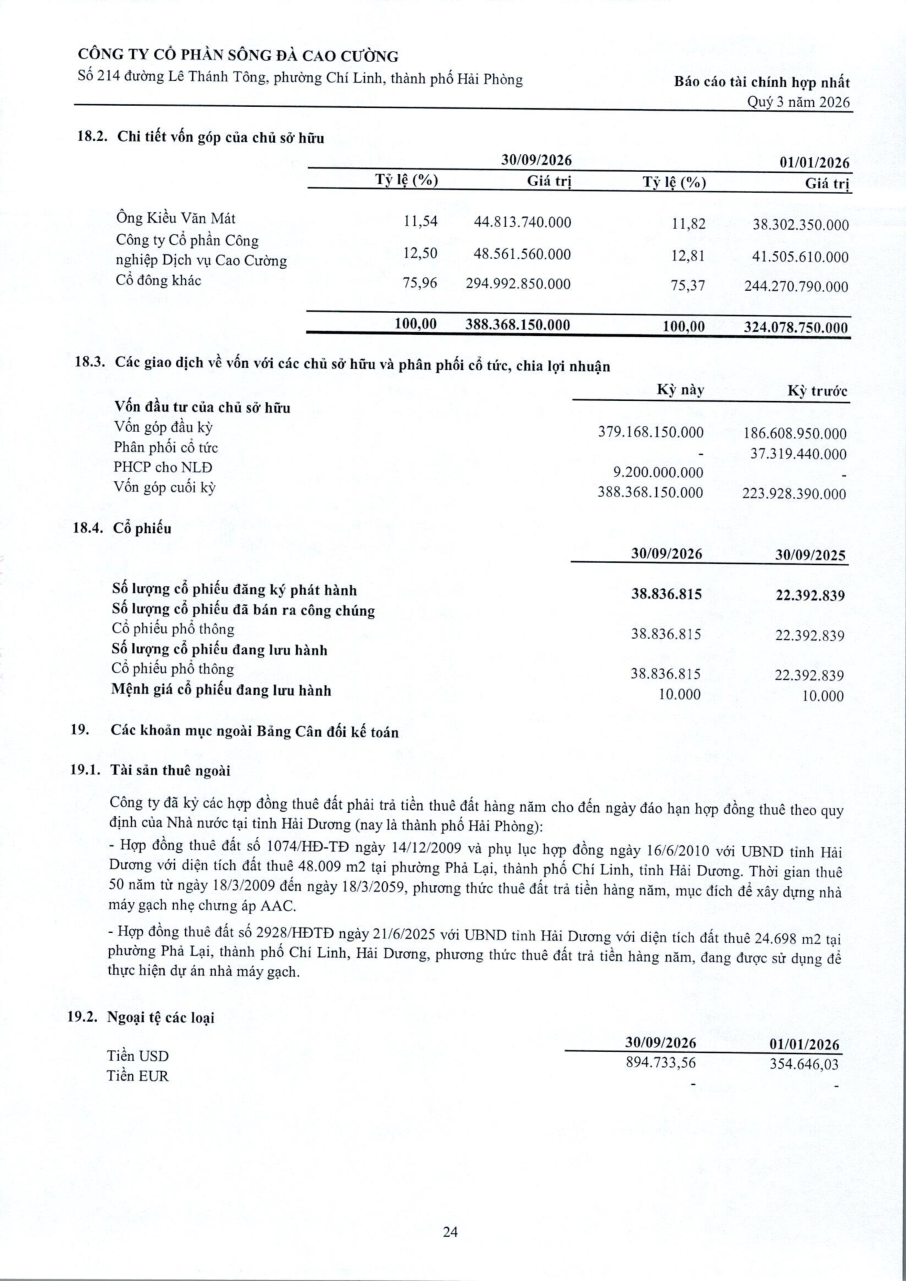 CÔNG TY CỔ PHẦN SÔNG ĐÀ CAO CƯỜNG
Số 214 đường Lê Thánh Tông, phường Chí Linh, thành phố Hải Phòng
Báo cáo tài chính hợp nhất
Quý 3 năm 2026
18.2. Chi tiết vốn góp của chủ sở hữu
30/09/2026 01/01/2026
Tỷ lệ (%) Giá trị Tỷ lệ (%) Giá trị
Ông Kiều Văn Mát 11,54 44.813.740.000 11,82 38.302.350.000
Công ty Cổ phần Công
nghiệp Dịch vụ Cao Cường 12,50 48.561.560.000 12,81 41.505.610.000
Cổ đông khác 75,96 294.992.850.000 75,37 244.270.790.000
100,00 388.368.150.000 100,00 324.078.750.000
18.3. Các giao dịch về vốn với các chủ sở hữu và phân phối cổ tức, chia lợi nhuận
Kỳ này Kỳ trước
Vốn đầu tư của chủ sở hữu
Vốn góp đầu kỳ 379.168.150.000 186.608.950.000
Phân phối cổ tức - 37.319.440.000
PHCP cho NLĐ 9.200.000.000 -
Vốn góp cuối kỳ 388.368.150.000 223.928.390.000
18.4. Cổ phiếu
30/09/2026 30/09/2025
Số lượng cổ phiếu đăng ký phát hành 38.836.815 22.392.839
Số lượng cổ phiếu đã bán ra công chúng
Cổ phiếu phổ thông 38.836.815 22.392.839
Số lượng cổ phiếu đang lưu hành
Cổ phiếu phổ thông 38.836.815 22.392.839
Mệnh giá cổ phiếu đang lưu hành 10.000 10.000
19. Các khoản mục ngoài Bảng Cân đối kế toán
19.1. Tài sản thuê ngoài
Công ty đã ký các hợp đồng thuê đất phải trả tiền thuê đất hàng năm cho đến ngày đáo hạn hợp đồng thuê theo quy
định của Nhà nước tại tỉnh Hải Dương (nay là thành phố Hải Phòng):
- Hợp đồng thuê đất số 1074/HĐ-TĐ ngày 14/12/2009 và phụ lục hợp đồng ngày 16/6/2010 với UBND tỉnh Hải
Dương với diện tích đất thuê 48.009 m2 tại phường Phả Lại, thành phố Chí Linh, tỉnh Hải Dương. Thời gian thuê
50 năm từ ngày 18/3/2009 đến ngày 18/3/2059, phương thức thuê đất trả tiền hàng năm, mục đích để xây dựng nhà
máy gạch nhẹ chưng áp AAC.
- Hợp đồng thuê đất số 2928/HĐTĐ ngày 21/6/2025 với UBND tỉnh Hải Dương với diện tích đất thuê 24.698 m2 tại
phường Phả Lại, thành phố Chí Linh, Hải Dương, phương thức thuê đất trả tiền hàng năm, đang được sử dụng để
thực hiện dự án nhà máy gạch.
19.2. Ngoại tệ các loại
30/09/2026 01/01/2026
Tiền USD 894.733,56 354.646,03
Tiền EUR - -
24